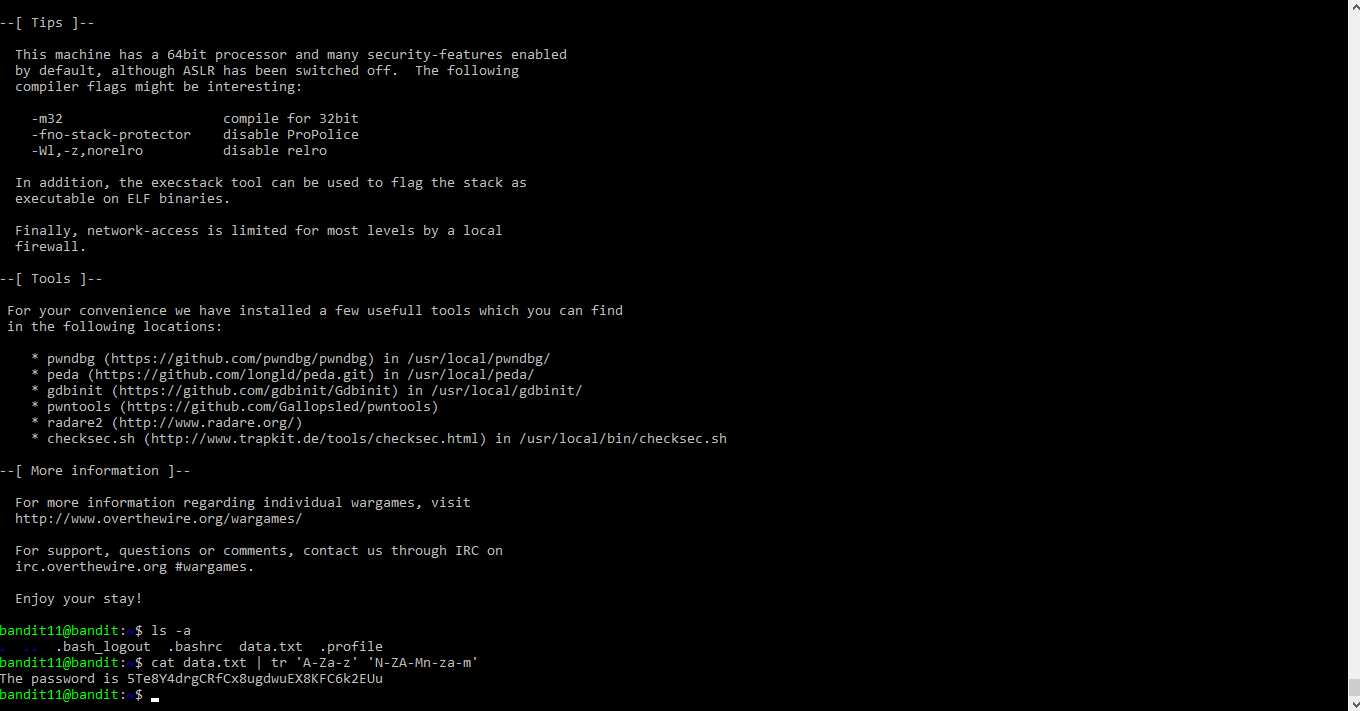 --[ Tips ]--
This machine has a 64bit processor and many security-features enabled
by default, although ASLR has been switched off.  The following
compiler flags might be interesting:
-m32                    compile for 32bit
-fno-stack-protector    disable ProPolice
-Wl,-z,norelro          disable relro
In addition, the execstack tool can be used to flag the stack as
executable on ELF binaries.
Finally, network-access is limited for most levels by a local
firewall.
--[ Tools ]--
For your convenience we have installed a few usefull tools which you can find
in the following locations:
* pwndbg (https://github.com/pwndbg/pwndbg) in /usr/local/pwndbg/
* peda (https://github.com/longld/peda.git) in /usr/local/peda/
* gdbinit (https://github.com/gdbinit/Gdbinit) in /usr/local/gdbinit/
* pwntools (https://github.com/Gallopsled/pwntools)
* radare2 (http://www.radare.org/)
* checksec.sh (http://www.trapkit.de/tools/checksec.html) in /usr/local/bin/checksec.sh
--[ More information ]--
For more information regarding individual wargames, visit
http://www.overthewire.org/wargames/
For support, questions or comments, contact us through IRC on
irc.overthewire.org #wargames.
Enjoy your stay!
bandit11@bandit:~$ ls -a
.  ..  .bash_logout  .bashrc  data.txt  .profile
bandit11@bandit:~$ cat data.txt | tr 'A-Za-z' 'N-ZA-Mn-za-m'
The password is 5Te8Y4drgCRfCx8ugdwuEX8KFC6k2EUu
bandit11@bandit:~$